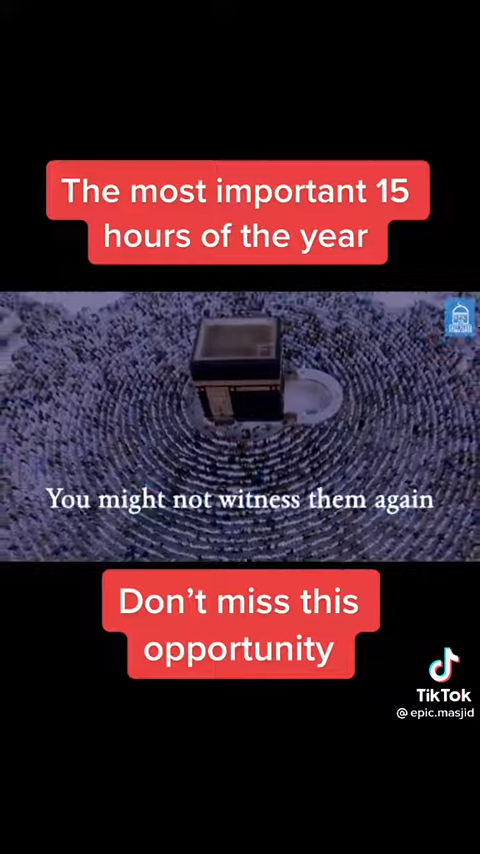 The most important 15
hours of the year
You might not witness them again
Don't miss this
opportunity
TikTok
@epic.masjid